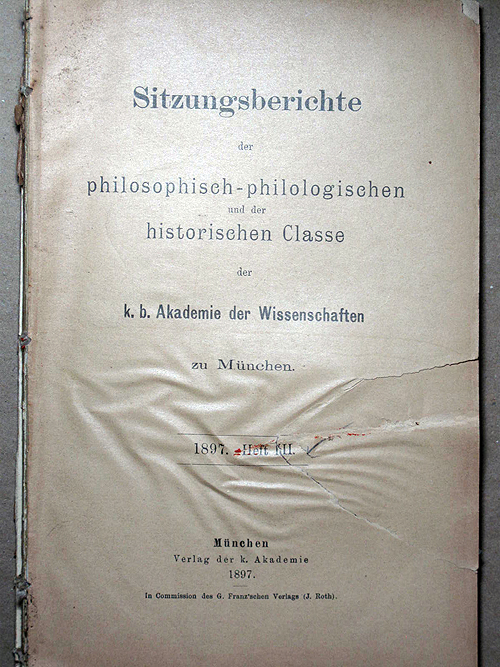 Sitzungsberichte
der
philosophisch-philologischen
und der
historischen Classe
der
k. b. Akademie der Wissenschaften
zu München.
1897. Heft
München
Verlag der k. Akademie
1897.
In Commission des G. Franz'schen Verlags (J. Roth).